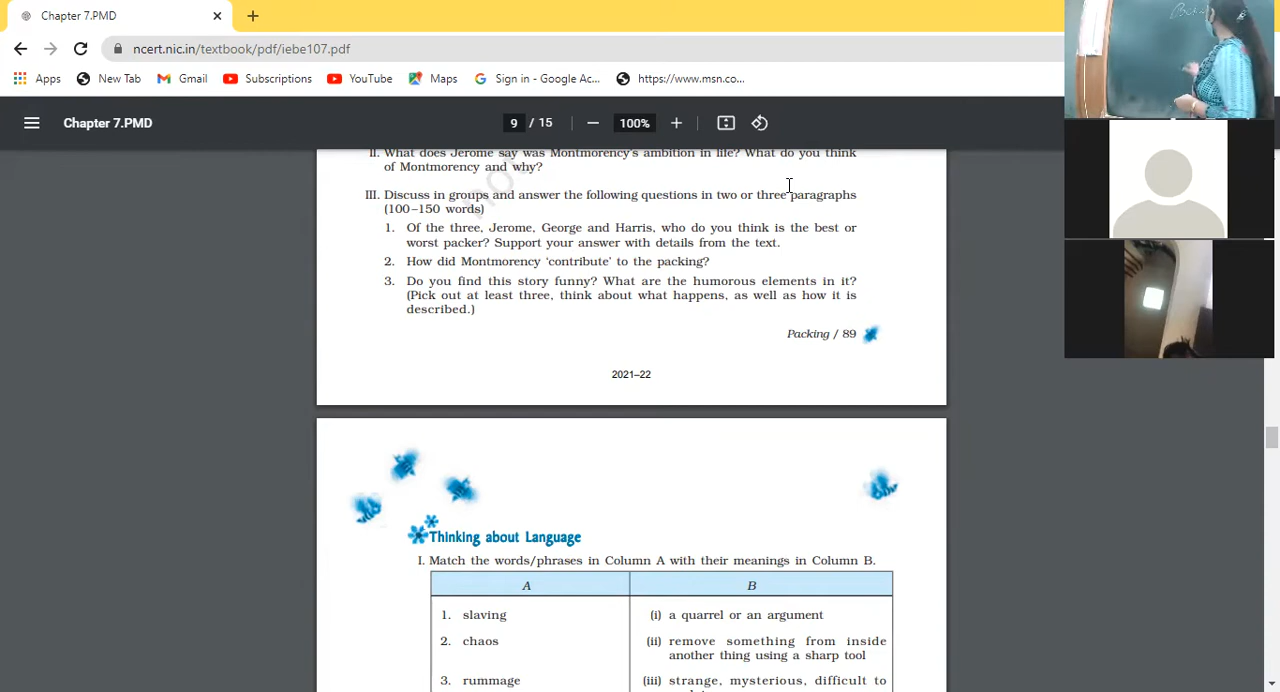 Chapter 7.PMD
ncert.nic.in/textbook/pdf/iebe107.pdf
Apps
New Tab
Gmail
Subscriptions
YouTube
Maps
Sign in - Google Ac...
https://www.msn.co...
Chapter 7.PMD
9 / 15
100%
II. What does Jerome say was Montmorency's ambition in life? What do you think
of Montmorency and why?
III. Discuss in groups and answer the following questions in two or three paragraphs
(100–150 words)
1. Of the three, Jerome, George and Harris, who do you think is the best or
worst packer? Support your answer with details from the text.
2. How did Montmorency ‘contribute’ to the packing?
3. Do you find this story funny? What are the humorous elements in it?
(Pick out at least three, think about what happens, as well as how it is
described.)
Packing / 89
2021–22
Thinking about Language
I. Match the words/phrases in Column A with their meanings in Column B.
A B
1. slaving (i) a quarrel or an argument
2. chaos (ii) remove something from inside
another thing using a sharp tool
3. rummage (iii) strange, mysterious, difficult to